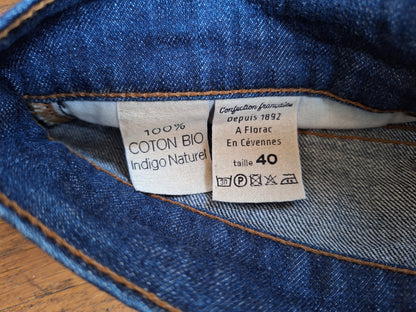 100%
COTON BIO
Indigo Naturel
Confection française
Depuis 1892
A Florac
En Cévennes
taille 40